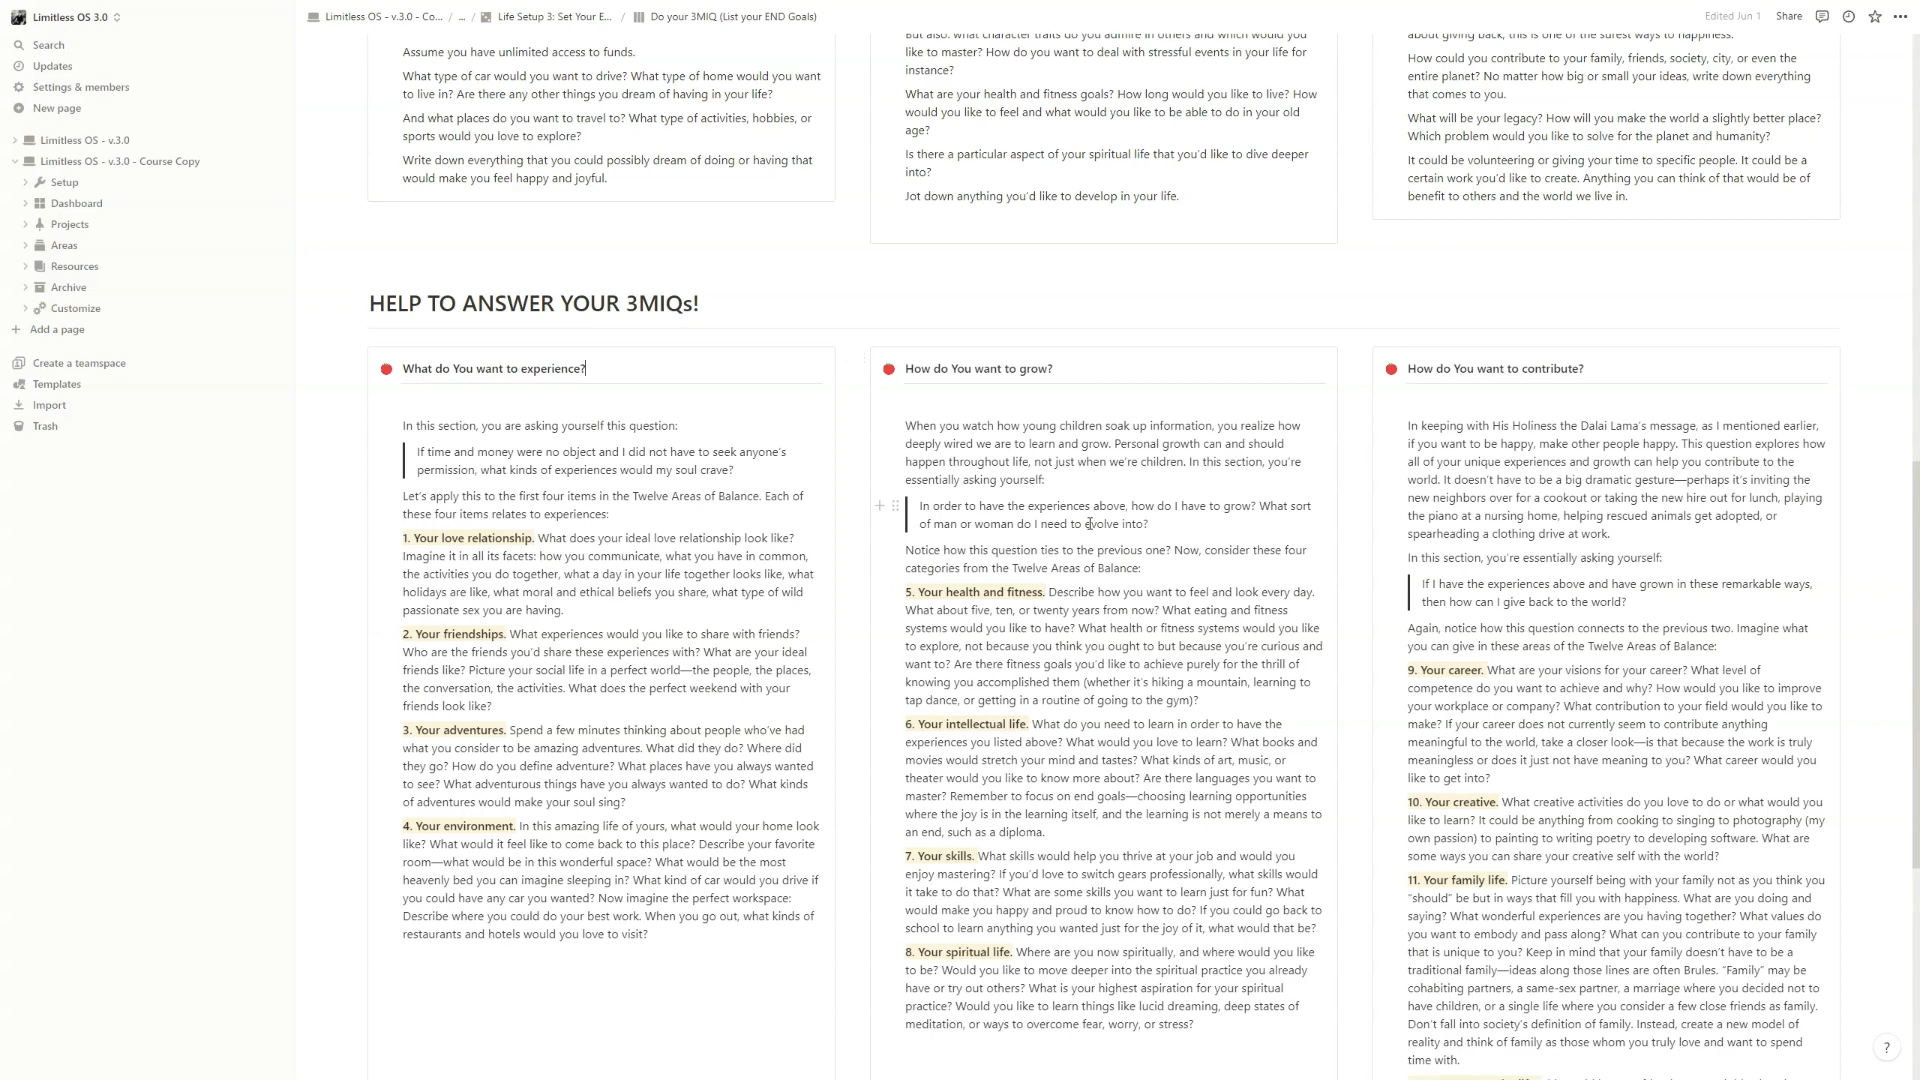 Limitless OS 3.0
Search
Updates
Settings & members
New page
Limitless OS - v.3.0
Limitless OS - v.3.0 - Course Copy
Setup
Dashboard
Projects
Areas
Resources
Archive
Customize
Add a page
Create a teamspace
Templates
Import
Trash
Limitless OS - v.3.0 - Co... / ... / Life Setup 3: Set Your E... / Do your 3MIQ (List your END Goals)
Edited Jun 1 Share
Assume you have unlimited access to funds.
What type of car would you want to drive? What type of home would you want
to live in? Are there any other things you dream of having in your life?
And what places do you want to travel to? What type of activities, hobbies, or
sports would you love to explore?
Write down everything that you could possibly dream of doing or having that
would make you feel happy and joyful.
But also: what character traits do you admire in others and which would you
like to master? How do you want to deal with stressful events in your life for
instance?
What are your health and fitness goals? How long would you like to live? How
would you like to feel and what would you like to be able to do in your old
age?
Is there a particular aspect of your spiritual life that you'd like to dive deeper
into?
Jot down anything you'd like to develop in your life.
about giving back, this is one of the surest ways to happiness.
How could you contribute to your family, friends, society, city, or even the
entire planet? No matter how big or small your ideas, write down everything
that comes to you.
What will be your legacy? How will you make the world a slightly better place?
Which problem would you like to solve for the planet and humanity?
It could be volunteering or giving your time to specific people. It could be a
certain work you'd like to create. Anything you can think of that would be of
benefit to others and the world we live in.
HELP TO ANSWER YOUR 3MIQs!
What do You want to experience?
In this section, you are asking yourself this question:
If time and money were no object and I did not have to seek anyone's
permission, what kinds of experiences would my soul crave?
Let's apply this to the first four items in the Twelve Areas of Balance. Each of
these four items relates to experiences:
1. Your love relationship. What does your ideal love relationship look like?
Imagine it in all its facets: how you communicate, what you have in common,
the activities you do together, what a day in your life together looks like, what
holidays are like, what moral and ethical beliefs you share, what type of wild
passionate sex you are having.
2. Your friendships. What experiences would you like to share with friends?
Who are the friends you'd share these experiences with? What are your ideal
friends like? Picture your social life in a perfect world—the people, the places,
the conversation, the activities. What does the perfect weekend with your
friends look like?
3. Your adventures. Spend a few minutes thinking about people who've had
what you consider to be amazing adventures. What did they do? Where did
they go? How do you define adventure? What places have you always wanted
to see? What adventurous things have you always wanted to do? What kinds
of adventures would make your soul sing?
4. Your environment. In this amazing life of yours, what would your home look
like? What would it feel like to come back to this place? Describe your favorite
room—what would be in this wonderful space? What would be the most
heavenly bed you can imagine sleeping in? What kind of car would you drive if
you could have any car you wanted? Now imagine the perfect workspace:
Describe where you could do your best work. When you go out, what kinds of
restaurants and hotels would you love to visit?
How do You want to grow?
When you watch how young children soak up information, you realize how
deeply wired we are to learn and grow. Personal growth can and should
happen throughout life, not just when we're children. In this section, you're
essentially asking yourself:
In order to have the experiences above, how do I have to grow? What sort
of man or woman do I need to evolve into?
Notice how this question ties to the previous one? Now, consider these four
categories from the Twelve Areas of Balance:
5. Your health and fitness. Describe how you want to feel and look every day.
What about five, ten, or twenty years from now? What eating and fitness
systems would you like to have? What health or fitness systems would you like
to explore, not because you think you ought to but because you're curious and
want to? Are there fitness goals you'd like to achieve purely for the thrill of
knowing you accomplished them (whether it's hiking a mountain, learning to
tap dance, or getting in a routine of going to the gym)?
6. Your intellectual life. What do you need to learn in order to have the
experiences you listed above? What would you love to learn? What books and
movies would stretch your mind and tastes? What kinds of art, music, or
theater would you like to know more about? Are there languages you want to
master? Remember to focus on end goals—choosing learning opportunities
where the joy is in the learning itself, and the learning is not merely a means to
an end, such as a diploma.
7. Your skills. What skills would help you thrive at your job and would you
enjoy mastering? If you'd love to switch gears professionally, what skills would
it take to do that? What are some skills you want to learn just for fun? What
would make you happy and proud to know how to do? If you could go back to
school to learn anything you wanted just for the joy of it, what would that be?
8. Your spiritual life. Where are you now spiritually, and where would you like
to be? Would you like to move deeper into the spiritual practice you already
have or try out others? What is your highest aspiration for your spiritual
practice? Would you like to learn things like lucid dreaming, deep states of
meditation, or ways to overcome fear, worry, or stress?
How do You want to contribute?
In keeping with His Holiness the Dalai Lama's message, as I mentioned earlier,
if you want to be happy, make other people happy. This question explores how
all of your unique experiences and growth can help you contribute to the
world. It doesn't have to be a big dramatic gesture—perhaps it's inviting the
new neighbors over for a cookout or taking the new hire out for lunch, playing
the piano at a nursing home, helping rescued animals get adopted, or
spearheading a clothing drive at work.
In this section, you're essentially asking yourself:
If I have the experiences above and have grown in these remarkable ways,
then how can I give back to the world?
Again, notice how this question connects to the previous two. Imagine what
you can give in these areas of the Twelve Areas of Balance:
9. Your career. What are your visions for your career? What level of
competence do you want to achieve and why? How would you like to improve
your workplace or company? What contribution to your field would you like to
make? If your career does not currently seem to contribute anything
meaningful to the world, take a closer look—is that because the work is truly
meaningless or does it just not have meaning to you? What career would you
like to get into?
10. Your creative. What creative activities do you love to do or what would you
like to learn? It could be anything from cooking to singing to photography (my
own passion) to painting to writing poetry to developing software. What are
some ways you can share your creative self with the world?
11. Your family life. Picture yourself being with your family not as you think you
"should" be but in ways that fill you with happiness. What are you doing and
saying? What wonderful experiences are you having together? What values do
you want to embody and pass along? What can you contribute to your family
that is unique to you? Keep in mind that your family doesn't have to be a
traditional family—ideas along those lines are often Brules. "Family" may be
cohabiting partners, a same-sex partner, a marriage where you decided not to
have children, or a single life where you consider a few close friends as family.
Don't fall into society's definition of family. Instead, create a new model of
reality and think of family as those whom you truly love and want to spend
time with.
?